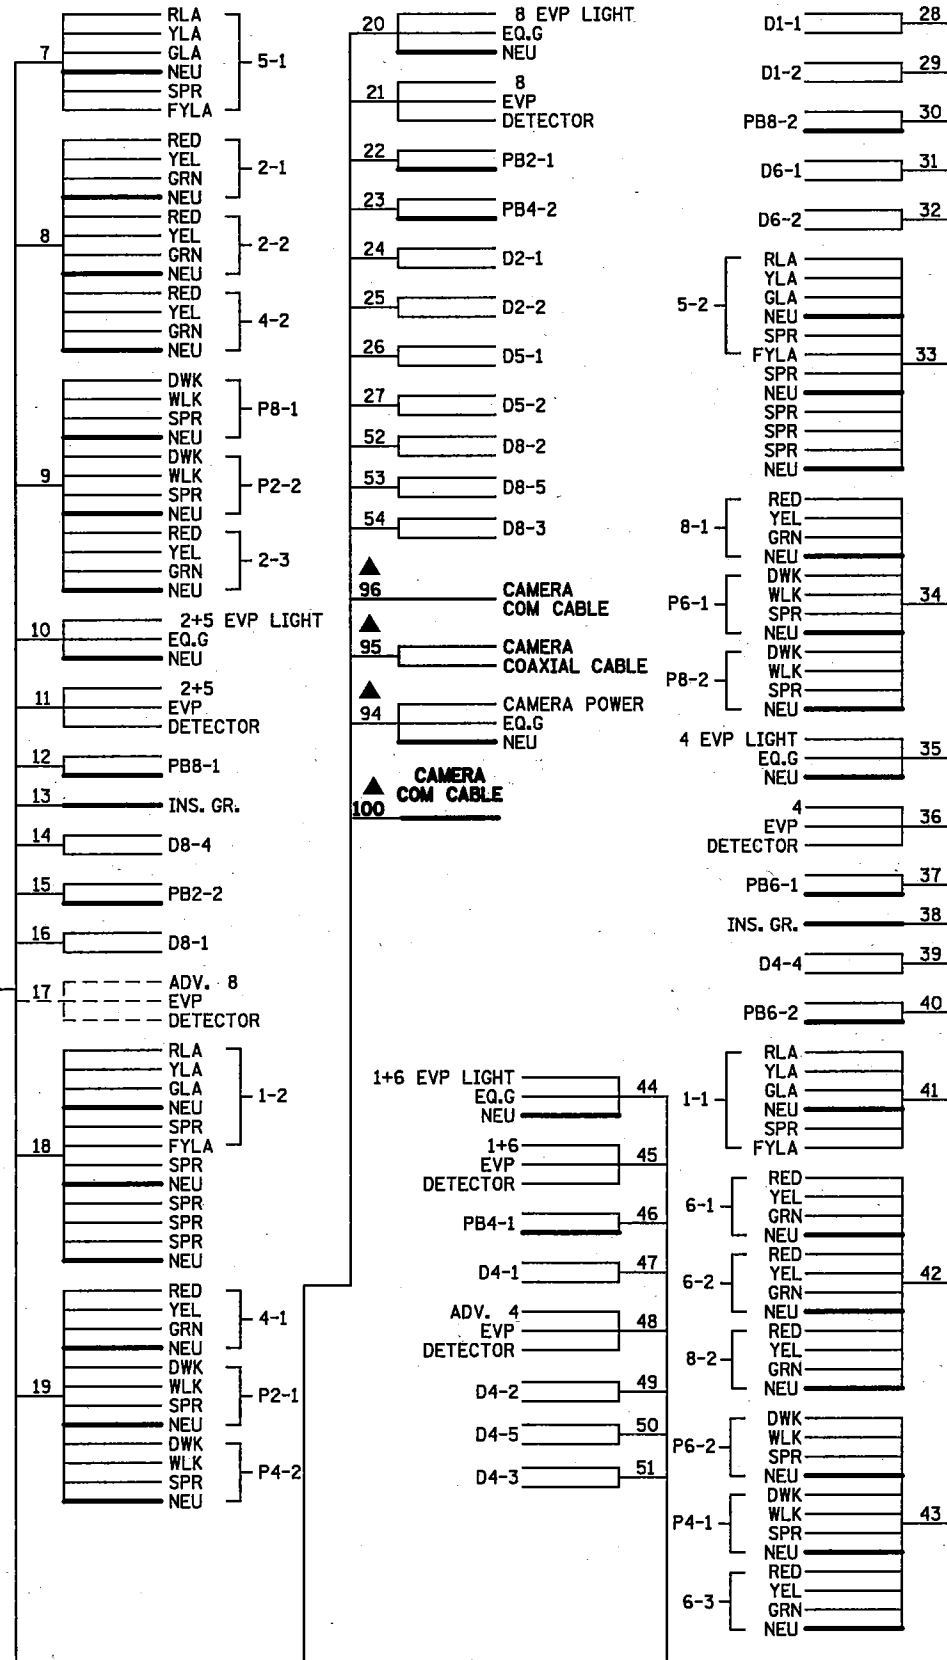 7
RLA
YLA
GLA
NEU
SPR
FYLA
5-1
8
RED
YEL
GRN
NEU
2-1
RED
YEL
GRN
NEU
2-2
RED
YEL
GRN
NEU
4-2
9
DWK
WLK
SPR
NEU
P8-1
DWK
WLK
SPR
NEU
P2-2
RED
YEL
GRN
NEU
2-3
10
2+5 EVP LIGHT
EQ.G
NEU
11
2+5
EVP
DETECTOR
12
PB8-1
13
INS. GR.
14
D8-4
15
PB2-2
16
D8-1
17
ADV. 8
EVP
DETECTOR
18
RLA
YLA
GLA
NEU
SPR
FYLA
1-2
SPR
NEU
SPR
SPR
SPR
NEU
19
RED
YEL
GRN
NEU
4-1
DWK
WLK
SPR
NEU
P2-1
DWK
WLK
SPR
NEU
P4-2
20
8 EVP LIGHT
EQ.G
NEU
21
8
EVP
DETECTOR
22
PB2-1
23
PB4-2
24
D2-1
25
D2-2
26
D5-1
27
D5-2
52
D8-2
53
D8-5
54
D8-3
96
CAMERA
COM CABLE
95
CAMERA
COAXIAL CABLE
94
CAMERA POWER
EQ.G
NEU
100
CAMERA
COM CABLE
1+6 EVP LIGHT
EQ.G
NEU
44
1+6
EVP
DETECTOR
45
PB4-1
46
D4-1
47
ADV. 4
EVP
DETECTOR
48
D4-2
49
D4-5
50
D4-3
51
D1-1
28
D1-2
29
PB8-2
30
D6-1
31
D6-2
32
5-2
RLA
YLA
GLA
NEU
SPR
FYLA
SPR
NEU
SPR
SPR
SPR
NEU
33
8-1
RED
YEL
GRN
NEU
P6-1
DWK
WLK
SPR
NEU
P8-2
DWK
WLK
SPR
NEU
34
4 EVP LIGHT
EQ.G
NEU
35
4
EVP
DETECTOR
36
PB6-1
37
INS. GR.
38
D4-4
39
PB6-2
40
1-1
RLA
YLA
GLA
NEU
SPR
FYLA
41
6-1
RED
YEL
GRN
NEU
6-2
RED
YEL
GRN
NEU
8-2
RED
YEL
GRN
NEU
42
P6-2
DWK
WLK
SPR
NEU
P4-1
DWK
WLK
SPR
NEU
6-3
RED
YEL
GRN
NEU
43